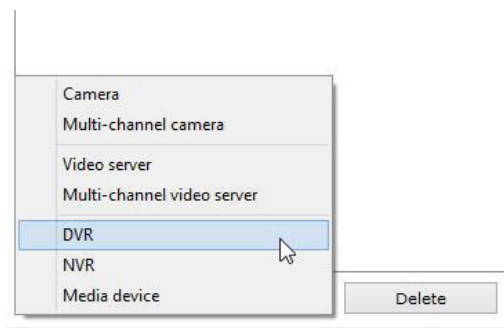 Camera
Multi-channel camera
Video server
Multi-channel video server
DVR
NVR
Media device
Delete